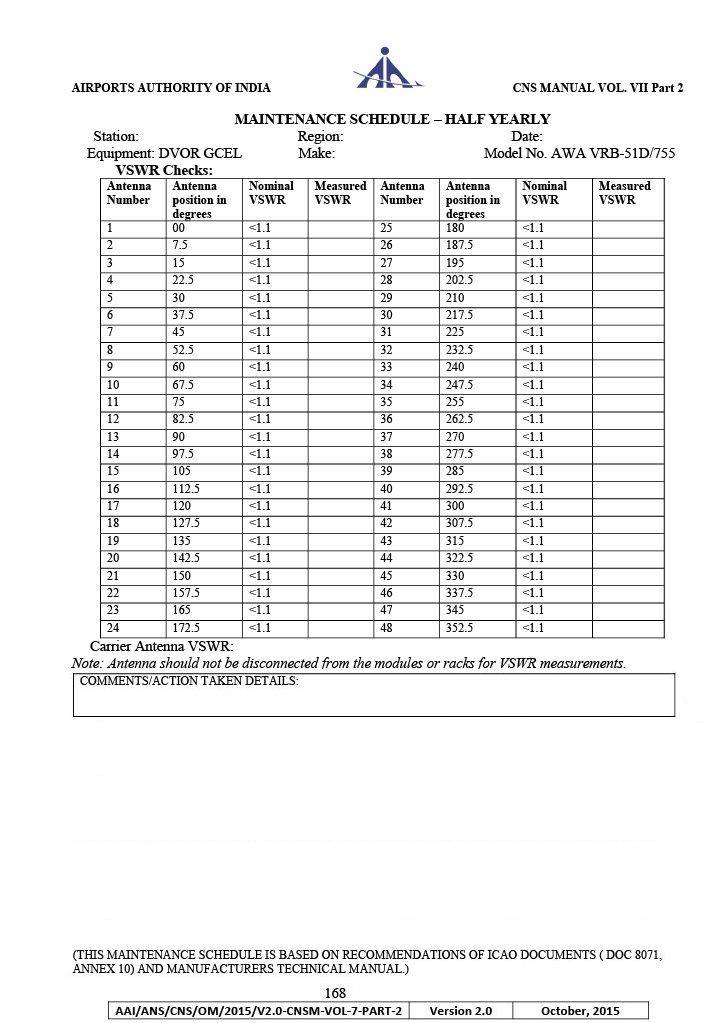 AIRPORTS AUTHORITY OF INDIA CNS MANUAL VOL. VII Part 2
MAINTENANCE SCHEDULE – HALF YEARLY
Station: Region: Date:
Equipment: DVOR GCEL Make: Model No. AWA VRB-51D/755
VSWR Checks:
Antenna Number Antenna position in degrees Nominal VSWR Measured VSWR Antenna Number Antenna position in degrees Nominal VSWR Measured VSWR
1 00 <1.1 25 180 <1.1
2 7.5 <1.1 26 187.5 <1.1
3 15 <1.1 27 195 <1.1
4 22.5 <1.1 28 202.5 <1.1
5 30 <1.1 29 210 <1.1
6 37.5 <1.1 30 217.5 <1.1
7 45 <1.1 31 225 <1.1
8 52.5 <1.1 32 232.5 <1.1
9 60 <1.1 33 240 <1.1
10 67.5 <1.1 34 247.5 <1.1
11 75 <1.1 35 255 <1.1
12 82.5 <1.1 36 262.5 <1.1
13 90 <1.1 37 270 <1.1
14 97.5 <1.1 38 277.5 <1.1
15 105 <1.1 39 285 <1.1
16 112.5 <1.1 40 292.5 <1.1
17 120 <1.1 41 300 <1.1
18 127.5 <1.1 42 307.5 <1.1
19 135 <1.1 43 315 <1.1
20 142.5 <1.1 44 322.5 <1.1
21 150 <1.1 45 330 <1.1
22 157.5 <1.1 46 337.5 <1.1
23 165 <1.1 47 345 <1.1
24 172.5 <1.1 48 352.5 <1.1
Carrier Antenna VSWR:
Note: Antenna should not be disconnected from the modules or racks for VSWR measurements.
COMMENTS/ACTION TAKEN DETAILS:
(THIS MAINTENANCE SCHEDULE IS BASED ON RECOMMENDATIONS OF ICAO DOCUMENTS ( DOC 8071,
ANNEX 10) AND MANUFACTURERS TECHNICAL MANUAL.)
168
AAI/ANS/CNS/OM/2015/V2.0-CNSM-VOL-7-PART-2 Version 2.0 October, 2015